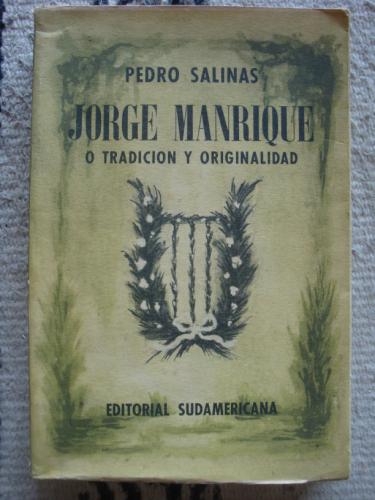 PEDRO SALINAS
JORGE MANRIQUE
O TRADICION Y ORIGINALIDAD
EDITORIAL SUDAMERICANA